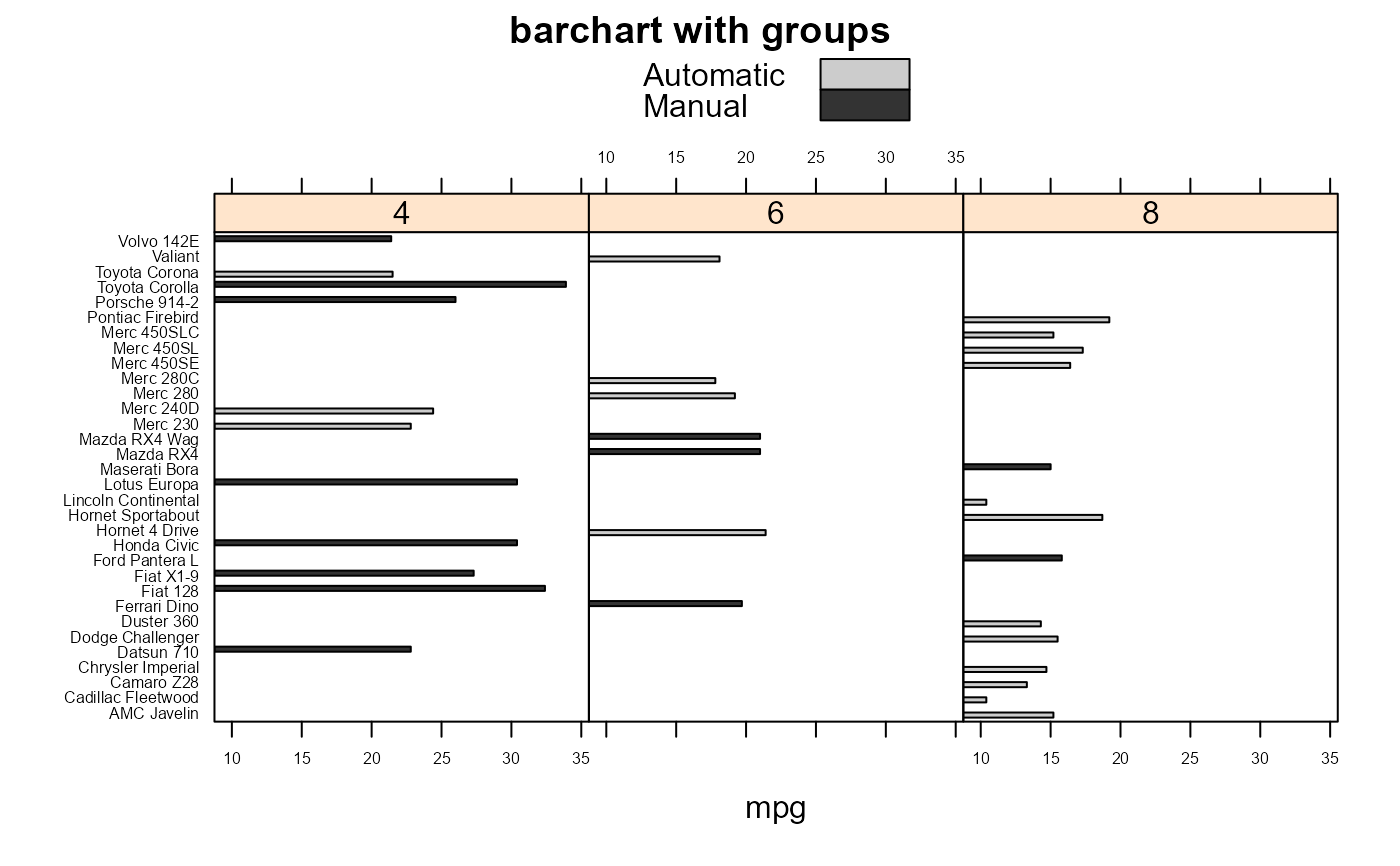 barchart with groups
Automatic
Manual
10 15 20 25 30 35
4 6 8
Volvo 142E
Valiant
Toyota Corona
Toyota Corolla
Porsche 914-2
Pontiac Firebird
Merc 450SLC
Merc 450SL
Merc 450SE
Merc 280C
Merc 280
Merc 240D
Merc 230
Mazda RX4 Wag
Mazda RX4
Maserati Bora
Lotus Europa
Lincoln Continental
Hornet Sportabout
Hornet 4 Drive
Honda Civic
Ford Pantera L
Fiat X1-9
Fiat 128
Ferrari Dino
Duster 360
Dodge Challenger
Datsun 710
Chrysler Imperial
Camaro Z28
Cadillac Fleetwood
AMC Javelin
10 15 20 25 30 35 10 15 20 25 30 35
mpg